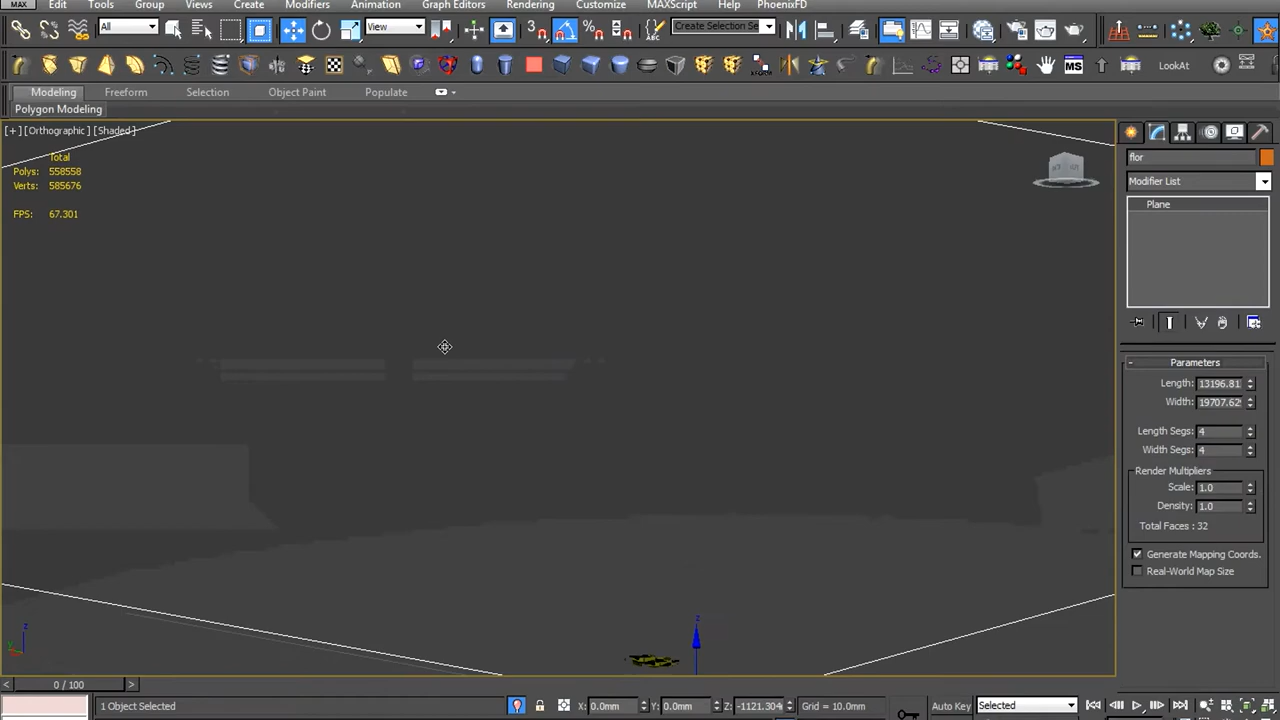 MAX Edit Tools Group Views Create Modifiers Animation Graph Editors Rendering Customize MAXScript Help PhoenixFD
All View 3 % ABC Create Selection Se
MS LookAt
Modeling Freeform Selection Object Paint Populate
Polygon Modeling
[+] [Orthographic] [Shaded]
Total
Polys: 558558
Verts: 585676
FPS: 67.301
flor
Modifier List
Plane
- Parameters
Length: 13196.81
Width: 19707.62
Length Segs: 4
Width Segs: 4
Render Multipliers
Scale: 1.0
Density: 1.0
Total Faces : 32
Generate Mapping Coords.
Real-World Map Size
z
z
y
< 0 / 100 >
1 Object Selected X: 0.0mm Y: 0.0mm Z: -1121.304 Grid = 10.0mm Auto Key Selected